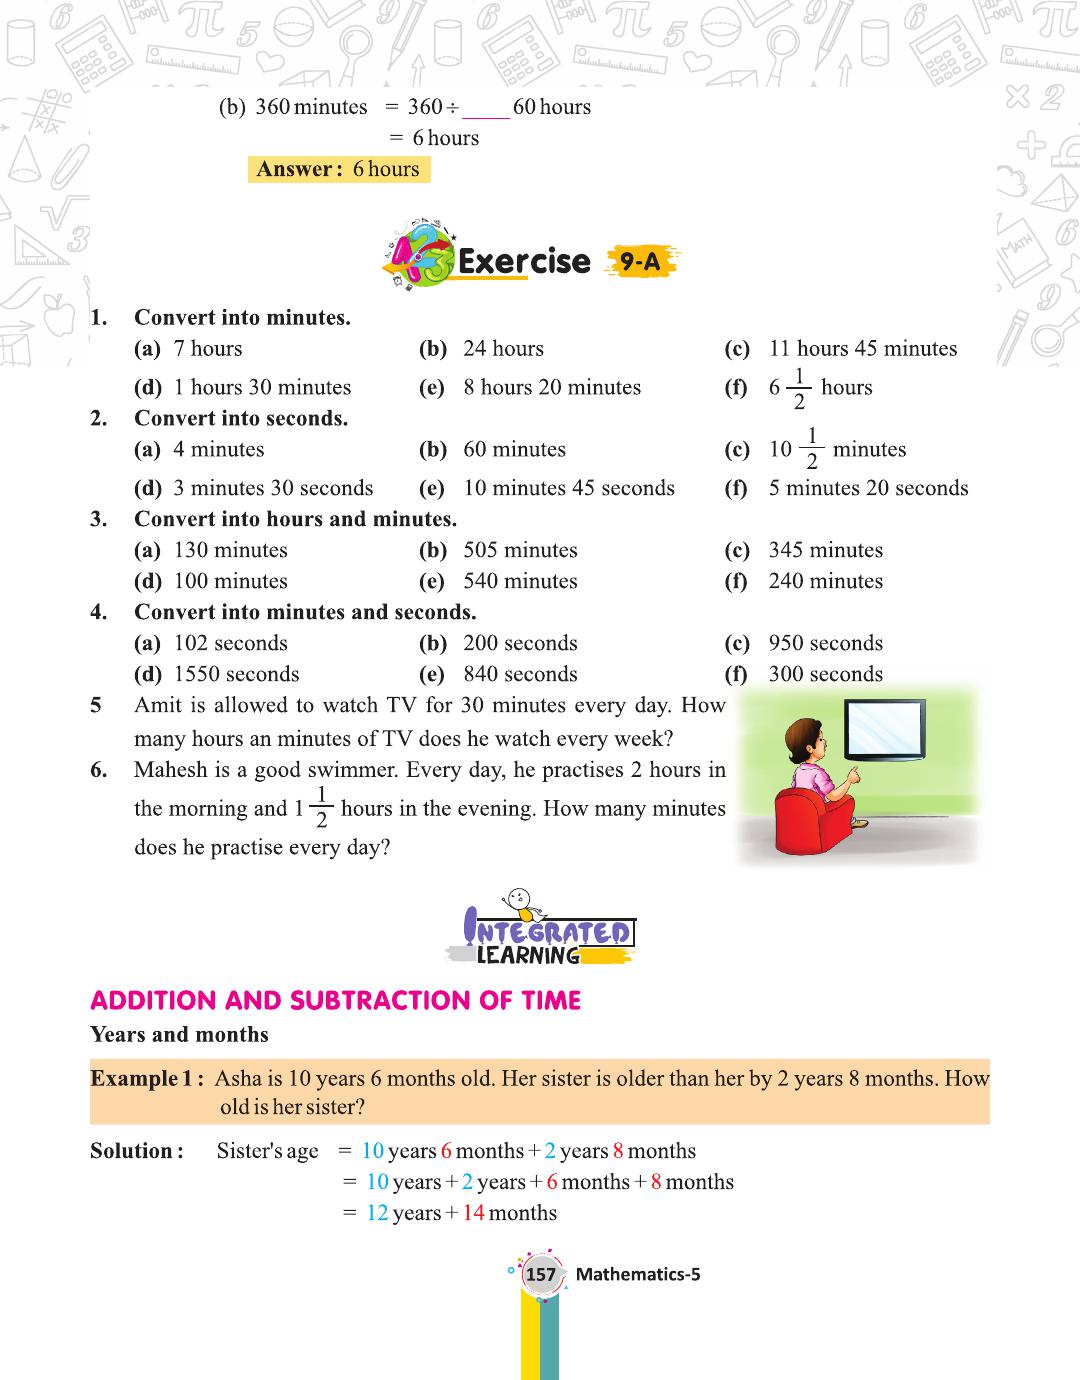 (b) 360 minutes = 360 ÷ ____ 60 hours
= 6 hours
Answer : 6 hours
Exercise 9-A
1. Convert into minutes.
(a) 7 hours (b) 24 hours (c) 11 hours 45 minutes
(d) 1 hours 30 minutes (e) 8 hours 20 minutes (f) 6 1/2 hours
2. Convert into seconds.
(a) 4 minutes (b) 60 minutes (c) 10 1/2 minutes
(d) 3 minutes 30 seconds (e) 10 minutes 45 seconds (f) 5 minutes 20 seconds
3. Convert into hours and minutes.
(a) 130 minutes (b) 505 minutes (c) 345 minutes
(d) 100 minutes (e) 540 minutes (f) 240 minutes
4. Convert into minutes and seconds.
(a) 102 seconds (b) 200 seconds (c) 950 seconds
(d) 1550 seconds (e) 840 seconds (f) 300 seconds
5 Amit is allowed to watch TV for 30 minutes every day. How
many hours an minutes of TV does he watch every week?
6. Mahesh is a good swimmer. Every day, he practises 2 hours in
the morning and 1 1/2 hours in the evening. How many minutes
does he practise every day?
INTEGRATED
LEARNING
ADDITION AND SUBTRACTION OF TIME
Years and months
Example 1 : Asha is 10 years 6 months old. Her sister is older than her by 2 years 8 months. How
old is her sister?
Solution : Sister's age = 10 years 6 months + 2 years 8 months
= 10 years + 2 years + 6 months + 8 months
= 12 years + 14 months
157 Mathematics-5